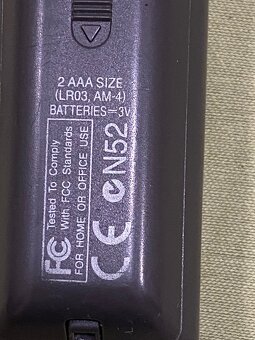 2 AAA SIZE
(LR03, AM-4)
BATTERIES=3V
FC Tested To Comply
With FCC Standards
FOR HOME OR OFFICE USE
CE N52